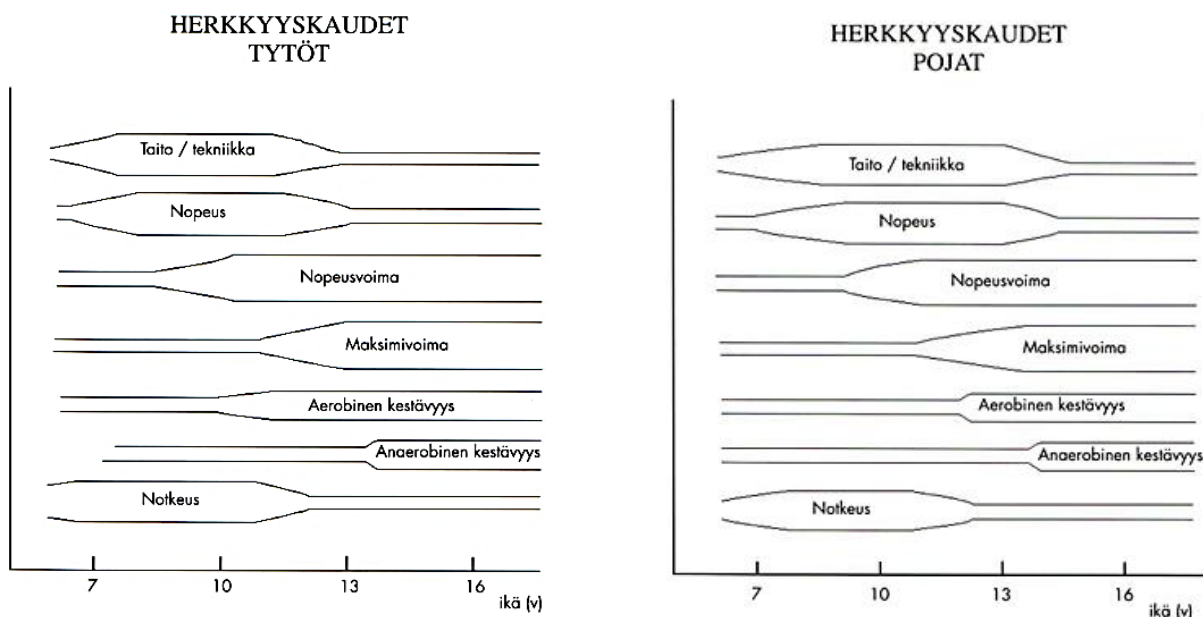 HERKKYYSKAUDET
TYTÖT
Taito / tekniikka
Nopeus
Nopeusvoima
Maksimivoima
Aerobinen kestävyys
Anaerobinen kestävyys
Notkeus
7 10 13 16
ikä (v)
HERKKYYSKAUDET
POJAT
Taito / tekniikka
Nopeus
Nopeusvoima
Maksimivoima
Aerobinen kestävyys
Anaerobinen kestävyys
Notkeus
7 10 13 16
ikä (v)